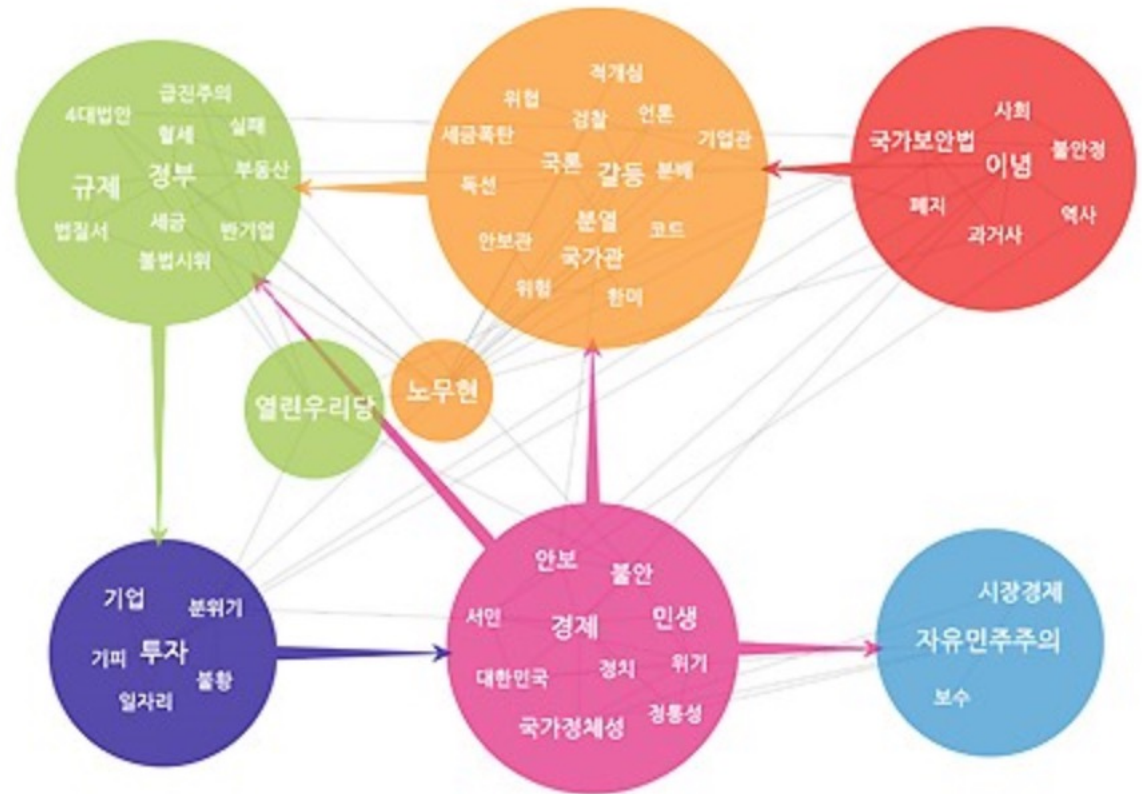 급진주의
4대법안
혈세
실패
정부
부동산
규제
세금
법질서
반기업
불법시위
적개심
위협
검찰
언론
세금폭탄
기업관
국론
갈등
분배
독선
분열
코드
안보관
국가관
위험
한미
사회
국가보안법
불안정
이념
폐지
역사
과거사
열린우리당
노무현
기업
분위기
기피
투자
불황
일자리
안보
불안
서민
경제
민생
대한민국
정치
위기
국가정체성
정통성
시장경제
자유민주주의
보수